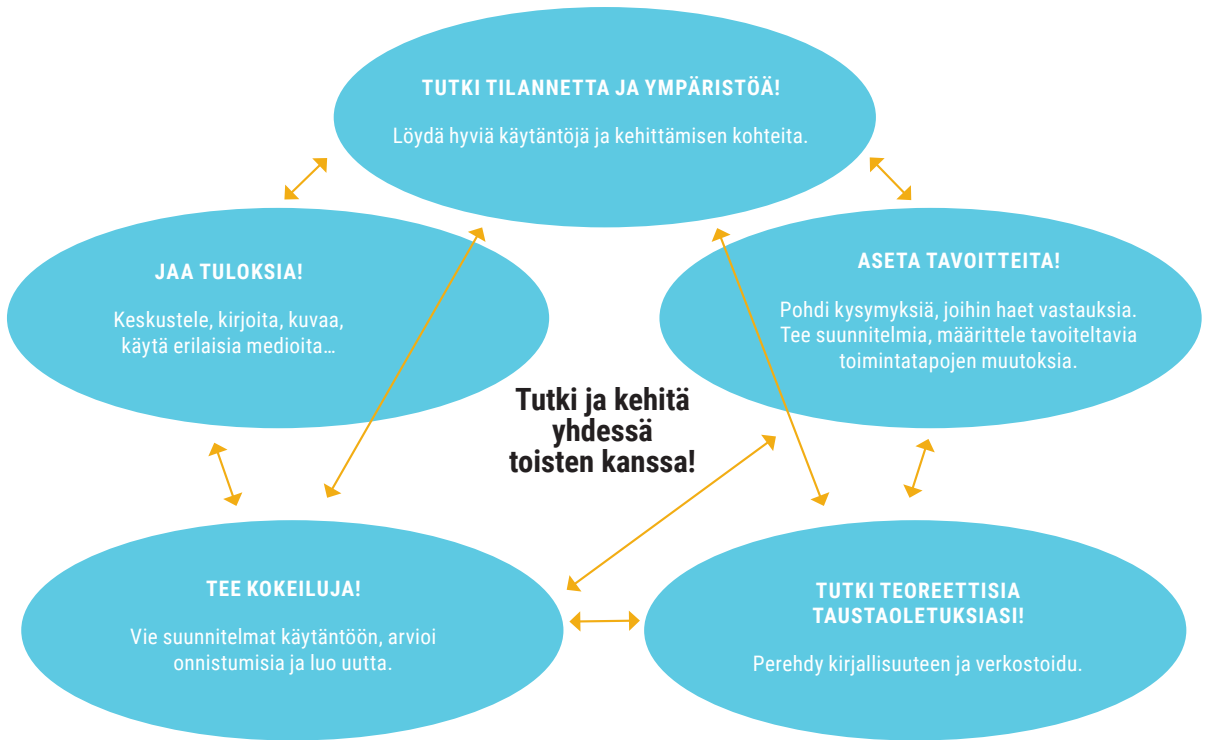 TUTKI TILANNETTA JA YMPÄRISTÖÄ!
Löydä hyviä käytäntöjä ja kehittämisen kohteita.
JAA TULOKSIA!
Keskustele, kirjoita, kuvaa,
käytä erilaisia medioita…
ASETA TAVOITTEITA!
Pohdi kysymyksiä, joihin haet vastauksia.
Tee suunnitelmia, määrittele tavoiteltavia
toimintatapojen muutoksia.
Tutki ja kehitä
yhdessä
toisten kanssa!
TEE KOKEILUJA!
Vie suunnitelmat käytäntöön, arvioi
onnistumisia ja luo uutta.
TUTKI TEOREETTISIA
TAUSTAOLETUKSIASI!
Perehdy kirjallisuuteen ja verkostoidu.